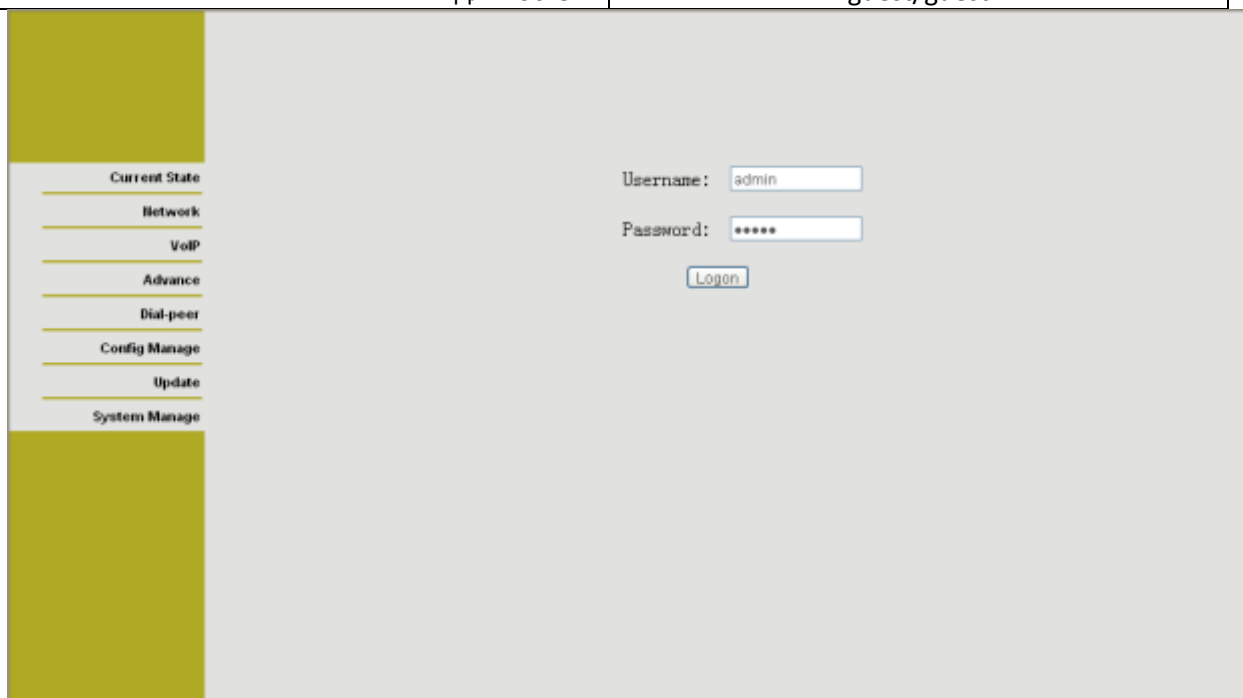 Current State
Network
VoIP
Advance
Dial-peer
Config Manage
Update
System Manage
Username: admin
Password: •••••
Logon